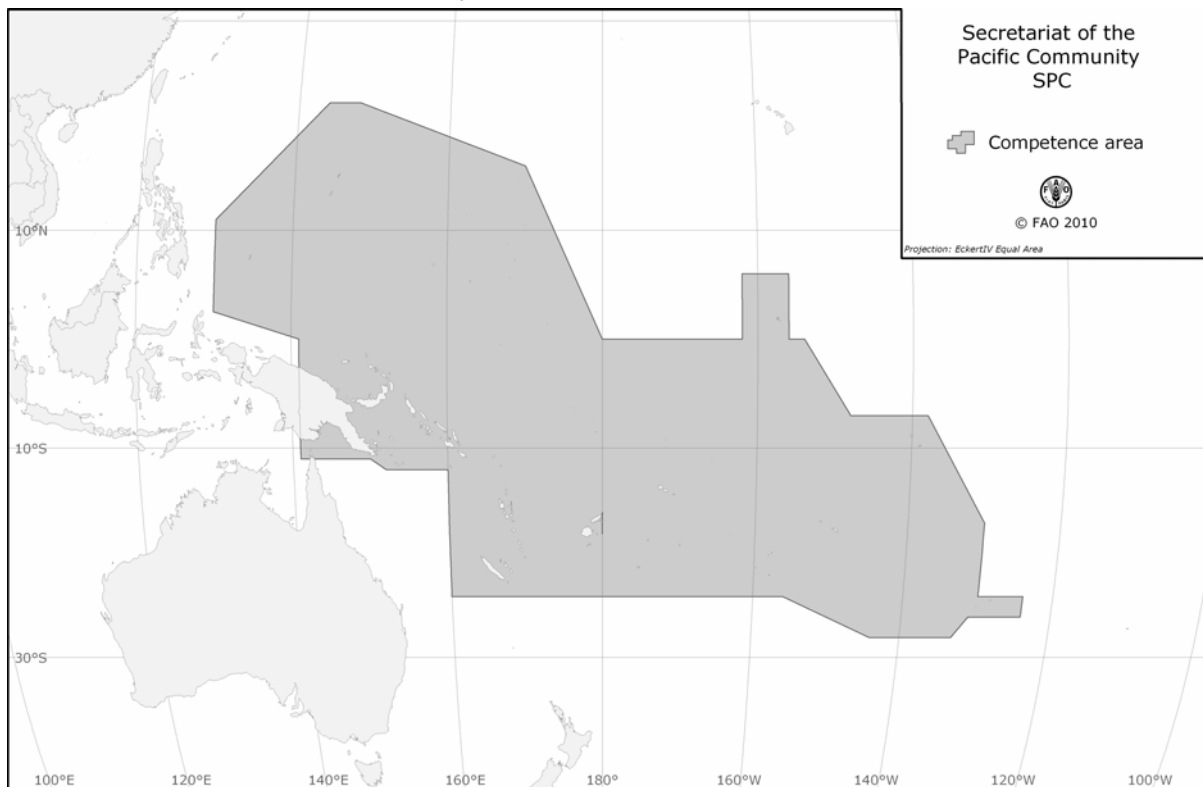 Secretariat of the
Pacific Community
SPC
Competence area
F A O
© FAO 2010
Projection: EckertIV Equal Area
10°N
10°S
30°S
100°E 120°E 140°E 160°E 180° 160°W 140°W 120°W 100°W